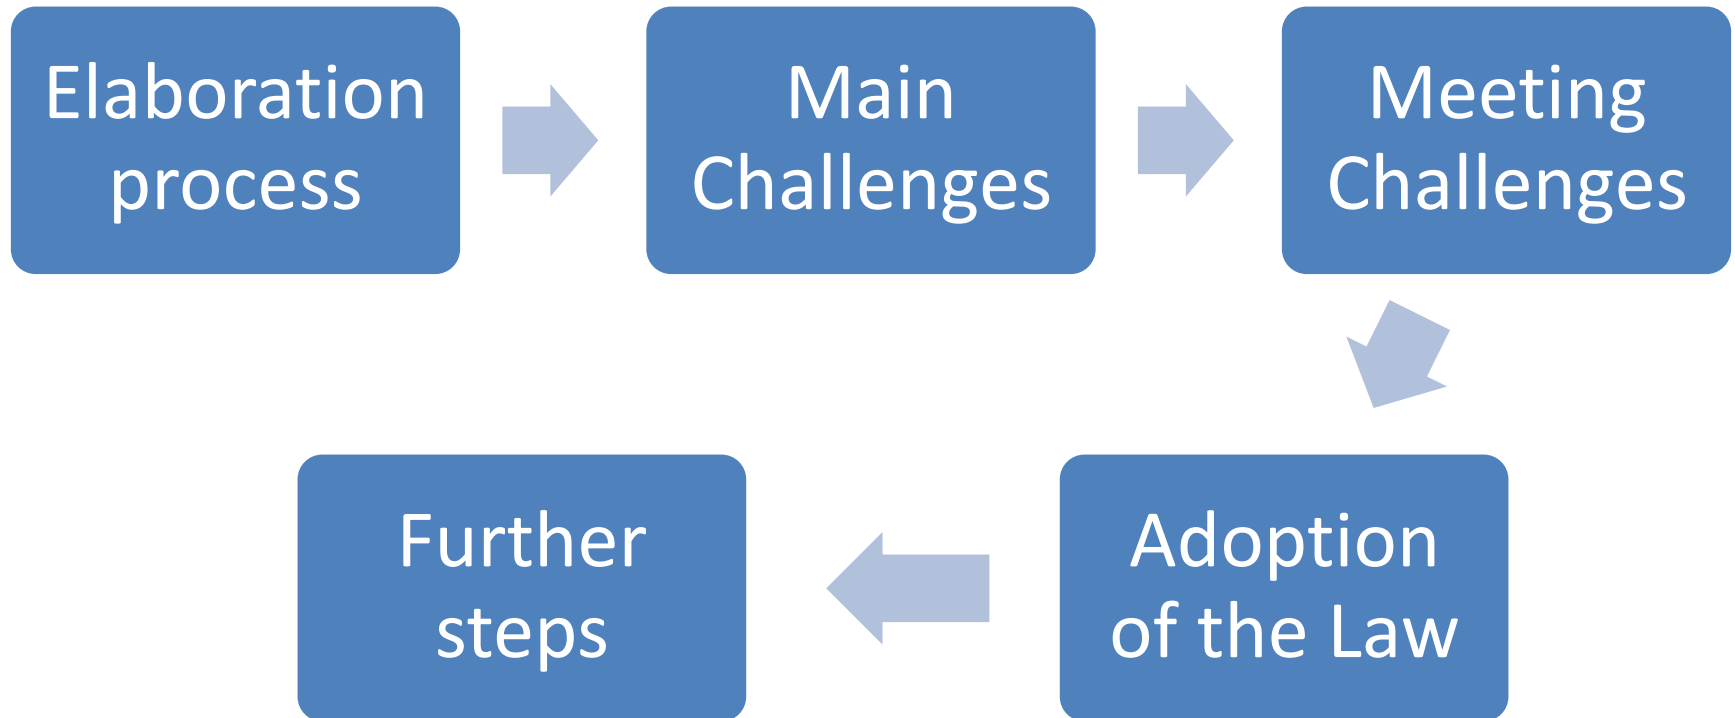 Elaboration
process
Main
Challenges
Meeting
Challenges
Adoption
of the Law
Further
steps